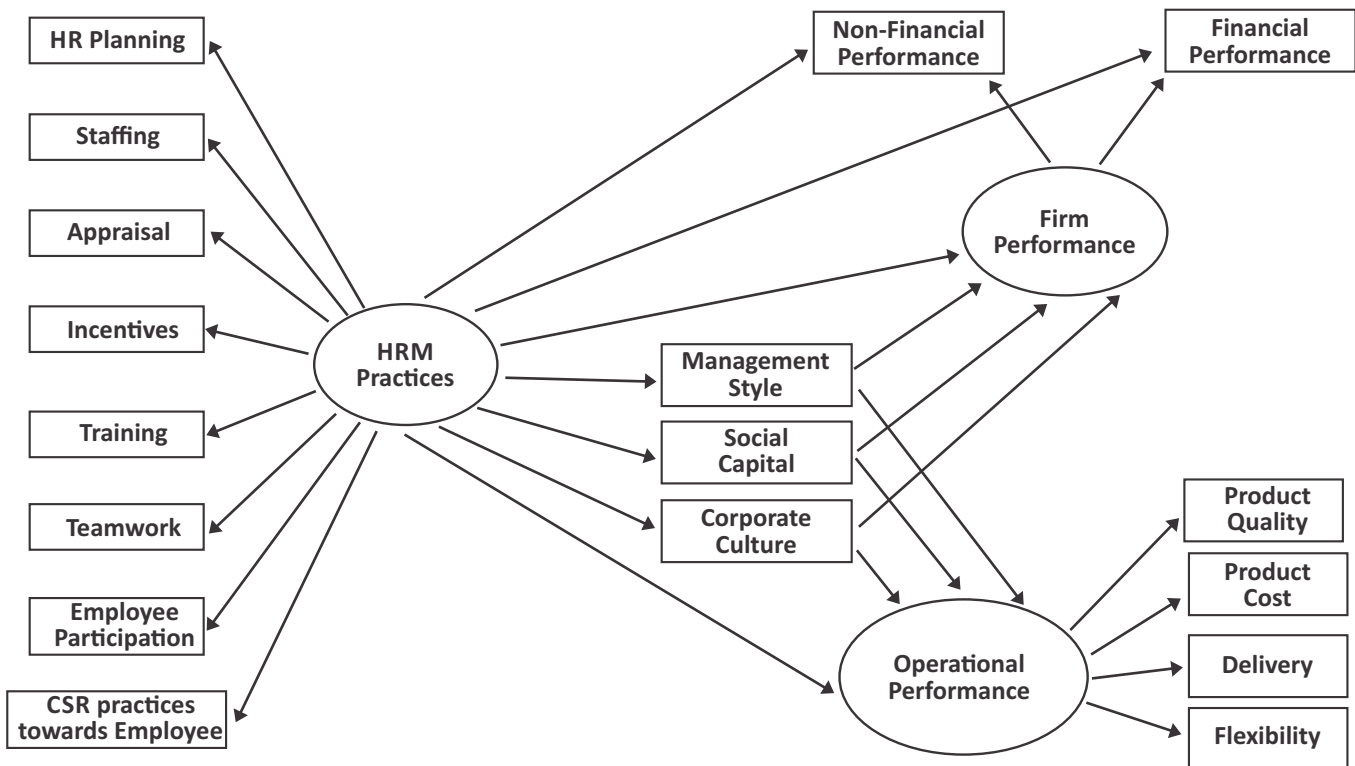 HR Planning
Staffing
Appraisal
Incentives
Training
Teamwork
Employee
Participation
CSR practices
towards Employee
HRM
Practices
Non-Financial
Performance
Financial
Performance
Firm
Performance
Management
Style
Social
Capital
Corporate
Culture
Operational
Performance
Product
Quality
Product
Cost
Delivery
Flexibility